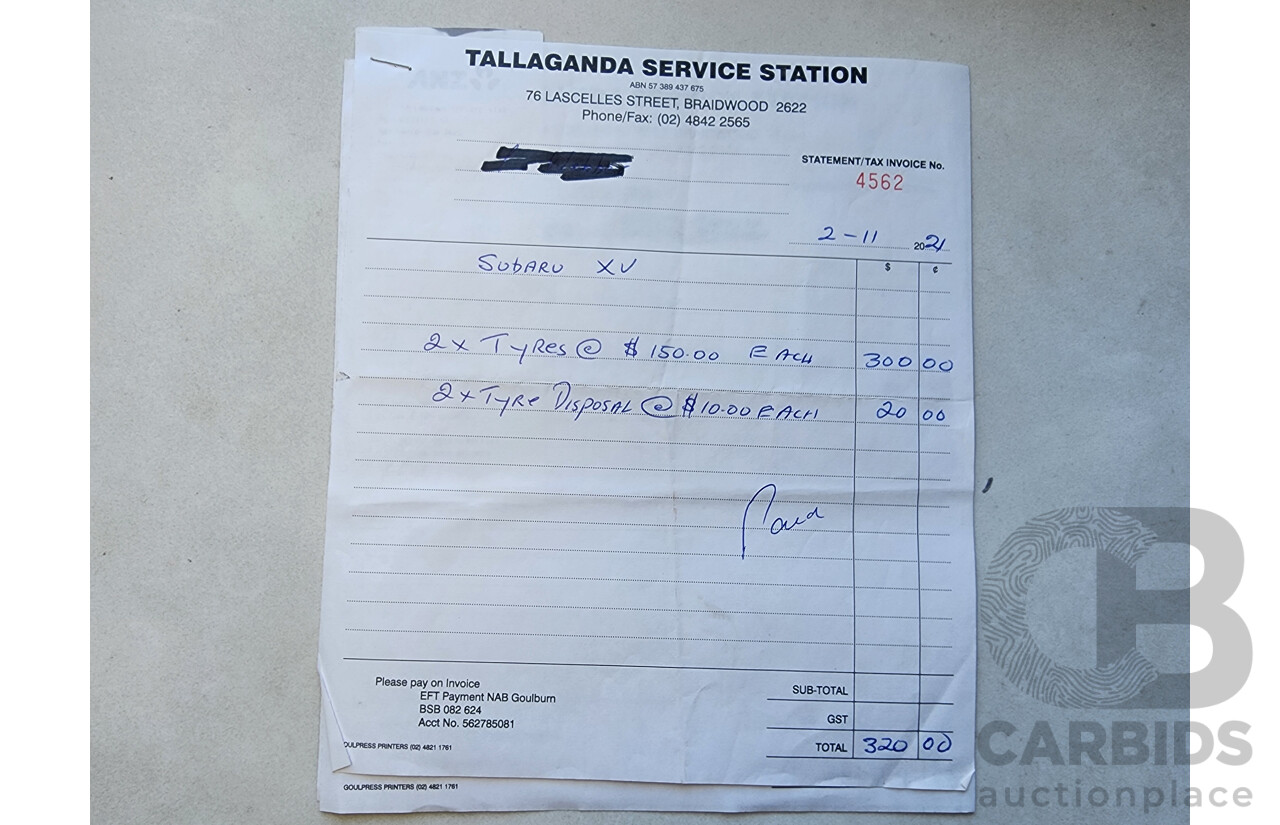 TALLAGANDA SERVICE STATION
ABN 57 389 437 675
76 LASCELLES STREET, BRAIDWOOD 2622
Phone/Fax: (02) 4842 2565
STATEMENT/TAX INVOICE No.
4562
2-11 2021
$ ¢
SUBARU XV
2x TYRES @ $150.00 EACH 300 00
2x TYRE DISPOSAL @ $10.00 EACH 20 00
Paid
Please pay on Invoice
EFT Payment NAB Goulburn
BSB 082 624
Acct No. 562785081
SUB-TOTAL
GST
TOTAL 320 00
OULPRESS PRINTERS (02) 4821 1761
GOULPRESS PRINTERS (02) 4821 1761
CARBIDS
auctionplace